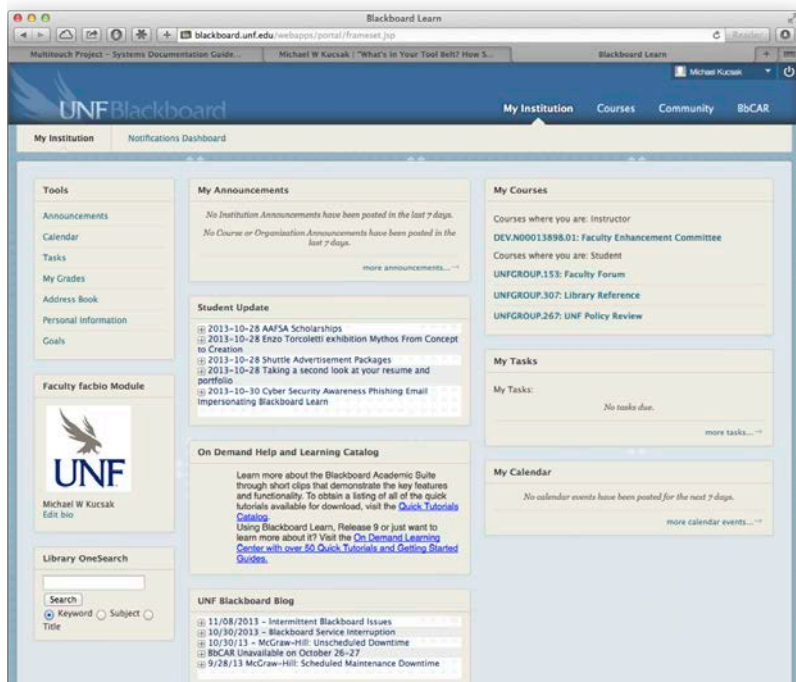 Blackboard Learn
blackboard.unf.edu/webapps/portal/frameset.jsp
Reader
Multitouch Project – Systems Documentation Guide...
Michael W Kucsak | "What's in Your Tool Belt? How S...
Blackboard Learn
Michael Kucsak
UNF Blackboard
My Institution
Courses
Community
BbCAR
My Institution
Notifications Dashboard
Tools
Announcements
Calendar
Tasks
My Grades
Address Book
Personal Information
Goals
Faculty facbio Module
UNF
Michael W Kucsak
Edit bio
Library OneSearch
Search
Keyword Subject
Title
My Announcements
No Institution Announcements have been posted in the last 7 days.
No Course or Organization Announcements have been posted in the
last 7 days.
more announcements...
Student Update
2013-10-28 AAFSA Scholarships
2013-10-28 Enzo Torcoletti exhibition Mythos From Concept
to Creation
2013-10-28 Shuttle Advertisement Packages
2013-10-28 Taking a second look at your resume and
portfolio
2013-10-30 Cyber Security Awareness Phishing Email
Impersonating Blackboard Learn
On Demand Help and Learning Catalog
Learn more about the Blackboard Academic Suite
through short clips that demonstrate the key features
and functionality. To obtain a listing of all of the quick
tutorials available for download, visit the Quick Tutorials
Catalog.
Using Blackboard Learn, Release 9 or just want to
learn more about it? Visit the On Demand Learning
Center with over 50 Quick Tutorials and Getting Started
Guides.
UNF Blackboard Blog
11/08/2013 – Intermittent Blackboard Issues
10/30/2013 – Blackboard Service Interruption
10/30/13 – McGraw-Hill: Unscheduled Downtime
BbCAR Unavailable on October 26-27
9/28/13 McGraw-Hill: Scheduled Maintenance Downtime
My Courses
Courses where you are: Instructor
DEV.N00013898.01: Faculty Enhancement Committee
Courses where you are: Student
UNFGROUP.153: Faculty Forum
UNFGROUP.307: Library Reference
UNFGROUP.267: UNF Policy Review
My Tasks
My Tasks:
No tasks due.
more tasks...
My Calendar
No calendar events have been posted for the next 7 days.
more calendar events...